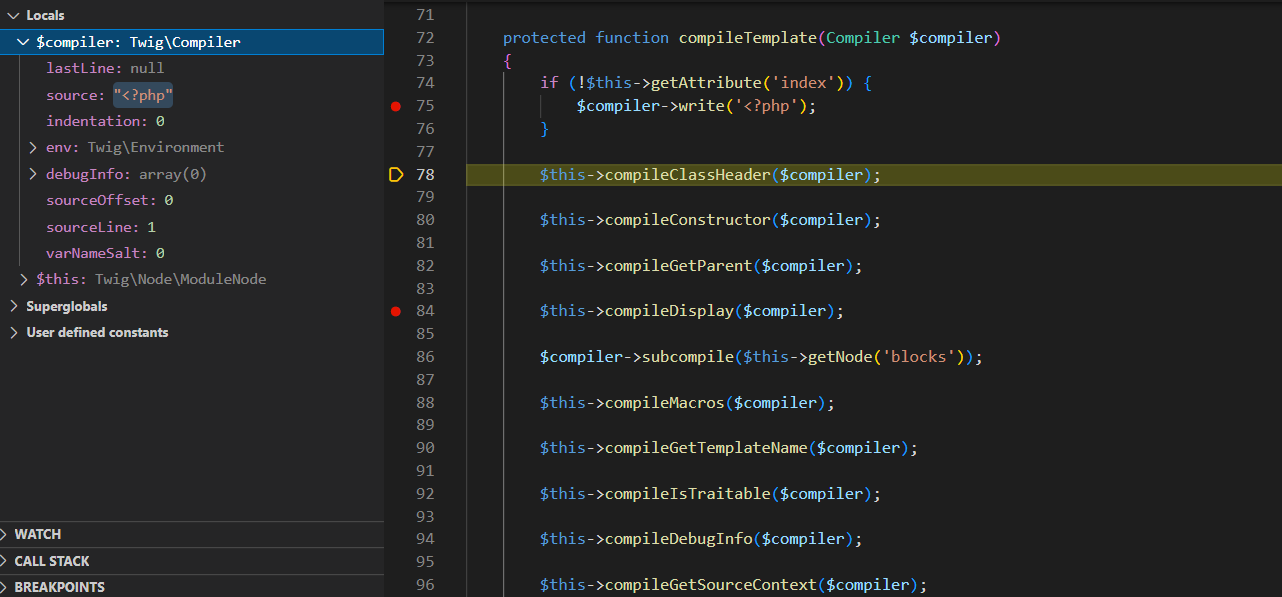 Locals
$compiler: Twig\Compiler
lastLine: null
source: "<?php"
indentation: 0
env: Twig\Environment
debugInfo: array(0)
sourceOffset: 0
sourceLine: 1
varNameSalt: 0
$this: Twig\Node\ModuleNode
Superglobals
User defined constants
WATCH
CALL STACK
BREAKPOINTS
71
72 protected function compileTemplate(Compiler $compiler)
73 {
74 if (!$this->getAttribute('index')) {
75 $compiler->write('<?php');
76 }
77
78 $this->compileClassHeader($compiler);
79
80 $this->compileConstructor($compiler);
81
82 $this->compileGetParent($compiler);
83
84 $this->compileDisplay($compiler);
85
86 $compiler->subcompile($this->getNode('blocks'));
87
88 $this->compileMacros($compiler);
89
90 $this->compileGetTemplateName($compiler);
91
92 $this->compileIsTraitable($compiler);
93
94 $this->compileDebugInfo($compiler);
95
96 $this->compileGetSourceContext($compiler);